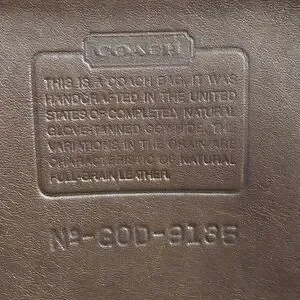 COACH
THIS IS A COACH BAG. IT WAS
HANDCRAFTED IN THE UNITED
STATES OF COMPLETELY NATURAL
GLOVE-TANNED COWHIDE. THE
VARIATIONS IN THE GRAIN ARE
CHARACTERISTIC OF NATURAL
FULL-GRAIN LEATHER.
Nº-GOD-9135